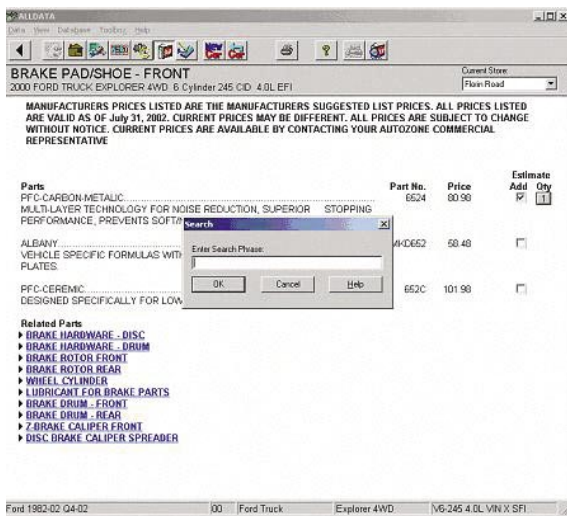 ALLDATA
Data View Database Toolbox Help
BRAKE PAD/SHOE - FRONT
2000 FORD TRUCK EXPLORER 4WD 6 Cylinder 245 CID 4.0L EFI
Current Store:
Florin Road
MANUFACTURERS PRICES LISTED ARE THE MANUFACTURERS SUGGESTED LIST PRICES. ALL PRICES LISTED
ARE VALID AS OF July 31, 2002. CURRENT PRICES MAY BE DIFFERENT. ALL PRICES ARE SUBJECT TO CHANGE
WITHOUT NOTICE. CURRENT PRICES ARE AVAILABLE BY CONTACTING YOUR AUTOZONE COMMERCIAL
REPRESENTATIVE
Estimate
Parts Part No. Price Add Qty
PFC-CARBON-METALIC 6524 80.98 1
MULTI-LAYER TECHNOLOGY FOR NOISE REDUCTION, SUPERIOR STOPPING
PERFORMANCE, PREVENTS
Search
ALBANY MKD652 58.48
VEHICLE SPECIFIC FORMULAS
PLATES.
Enter Search Phrase:
OK Cancel Help
PFC-CEREMIC 652C 101.98
DESIGNED SPECIFICALLY FOR LOW
Related Parts
BRAKE HARDWARE - DISC
BRAKE HARDWARE - DRUM
BRAKE ROTOR FRONT
BRAKE ROTOR REAR
WHEEL CYLINDER
LUBRICANT FOR BRAKE PARTS
BRAKE DRUM - FRONT
BRAKE DRUM - REAR
Z-BRAKE CALIPER FRONT
DISC BRAKE CALIPER SPREADER
Ford 1982-02 Q4-02 00 Ford Truck Explorer 4WD V6-245 4.0L VIN X SFI